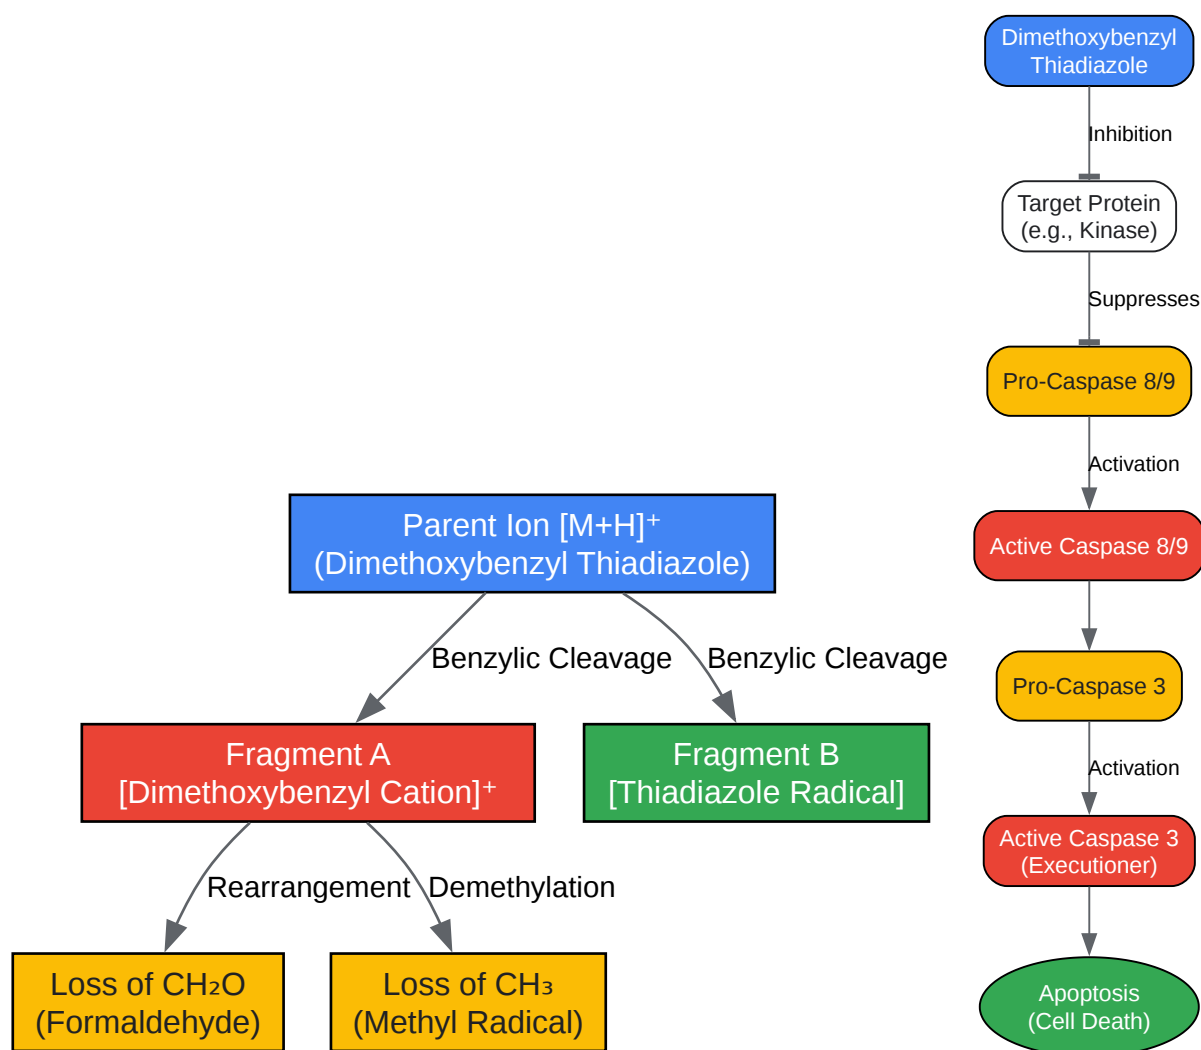 Parent Ion [M+H]⁺
(Dimethoxybenzyl Thiadiazole)
Benzylic Cleavage
Benzylic Cleavage
Fragment A
[Dimethoxybenzyl Cation]⁺
Fragment B
[Thiadiazole Radical]
Rearrangement
Demethylation
Loss of CH₂O
(Formaldehyde)
Loss of CH₃
(Methyl Radical)
Dimethoxybenzyl
Thiadiazole
Inhibition
Target Protein
(e.g., Kinase)
Suppresses
Pro-Caspase 8/9
Activation
Active Caspase 8/9
Pro-Caspase 3
Activation
Active Caspase 3
(Executioner)
Apoptosis
(Cell Death)